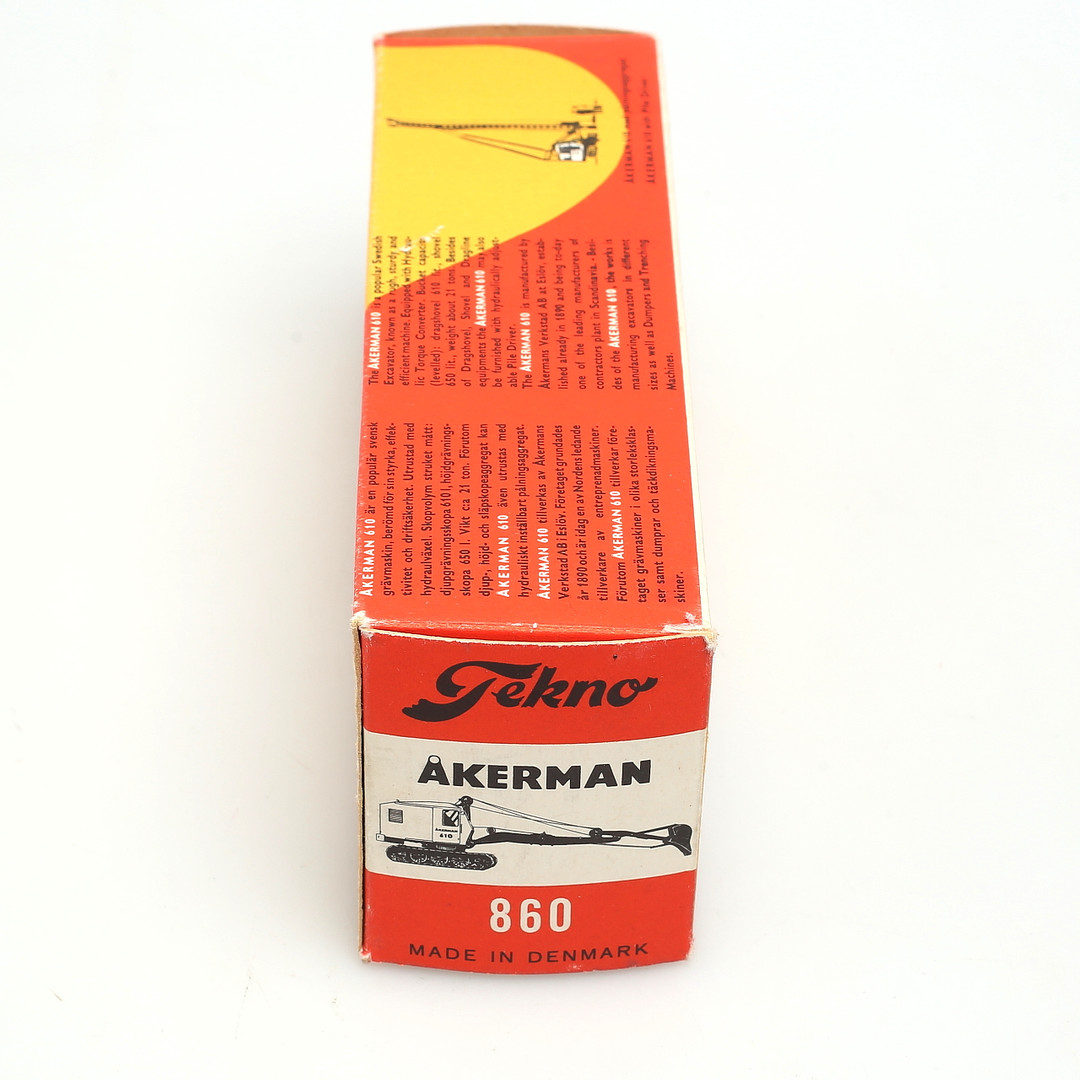 Tekno
ÅKERMAN
ÅKERMAN
610
860
MADE IN DENMARK
ÅKERMAN 610 är en populär svensk
grävmaskin, berömd för sin styrka, effek-
tivitet och driftsäkerhet. Utrustad med
hydraulväxel. Skopvolym struket mått:
djupgrävningsskopa 610 l, höjdgrävnings-
skopa 650 l. Vikt ca 21 ton. Förutom
djup-, höjd- och släpskopeaggregat kan
ÅKERMAN 610 även utrustas med
hydrauliskt inställbart pålningsaggregat.
ÅKERMAN 610 tillverkas av Åkermans
Verkstad AB i Eslöv. Företaget grundades
år 1890 och är idag en av Nordens ledande
tillverkare av entreprenadmaskiner.
Förutom ÅKERMAN 610 tillverkar före-
taget grävmaskiner i olika storleksklas-
ser samt dumprar och täckdikningsma-
skiner.
The ÅKERMAN 610 is a popular Swedish
Excavator, known as a tough, sturdy and
efficient machine. Equipped with Hydrau-
lic Torque Converter. Bucket capacity
(levelled): dragshovel 610 lit., shovel
650 lit., weight about 21 tons. Besides
of Dragshovel, Shovel and Dragline
equipments the ÅKERMAN 610 may also
be furnished with hydraulically adjust-
able Pile Driver.
The ÅKERMAN 610 is manufactured by
Åkermans Verkstad AB at Eslöv, estab-
lished already in 1890 and being to-day
one of the leading manufacturers of
contractors plant in Scandinavia. - Besi-
des of the ÅKERMAN 610 the works is
manufacturing excavators in different
sizes as well as Dumpers and Trenching
Machines.
ÅKERMAN 610 med pålningsaggregat
ÅKERMAN 610 with Pile Driver